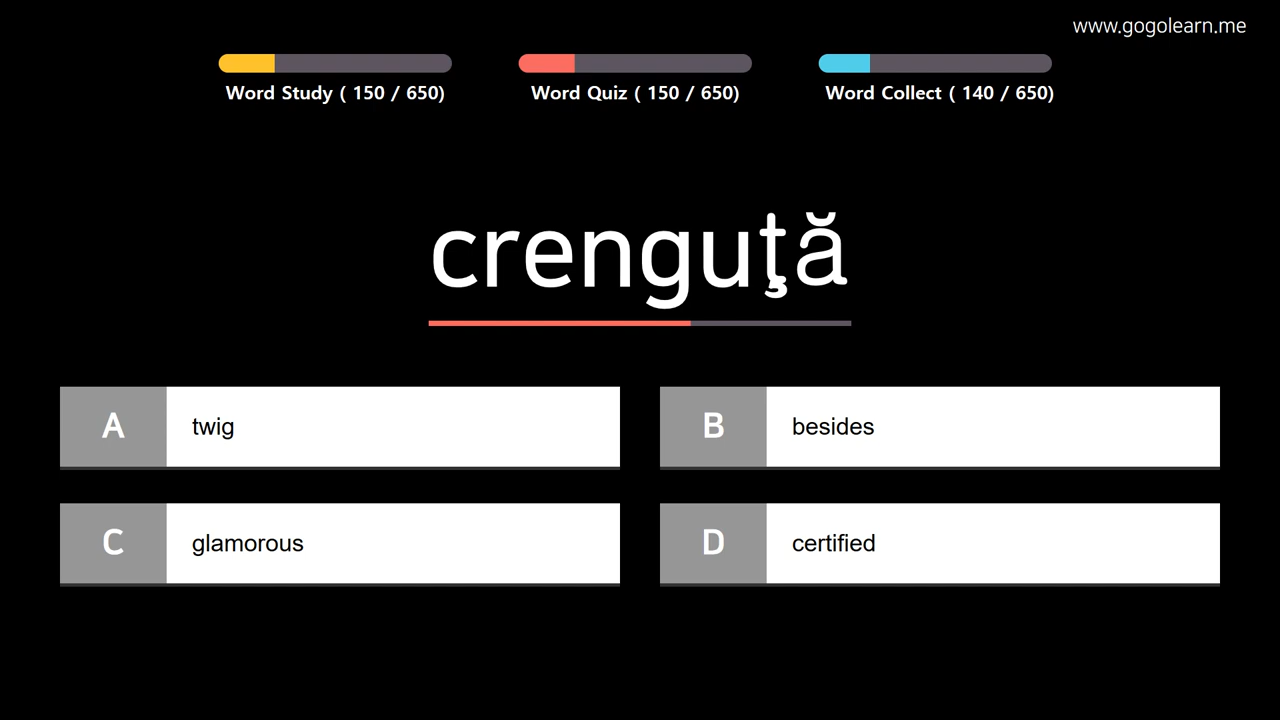 www.gogolearn.me
Word Study ( 150 / 650)
Word Quiz ( 150 / 650)
Word Collect ( 140 / 650)
crenguţă
A twig
B besides
C glamorous
D certified